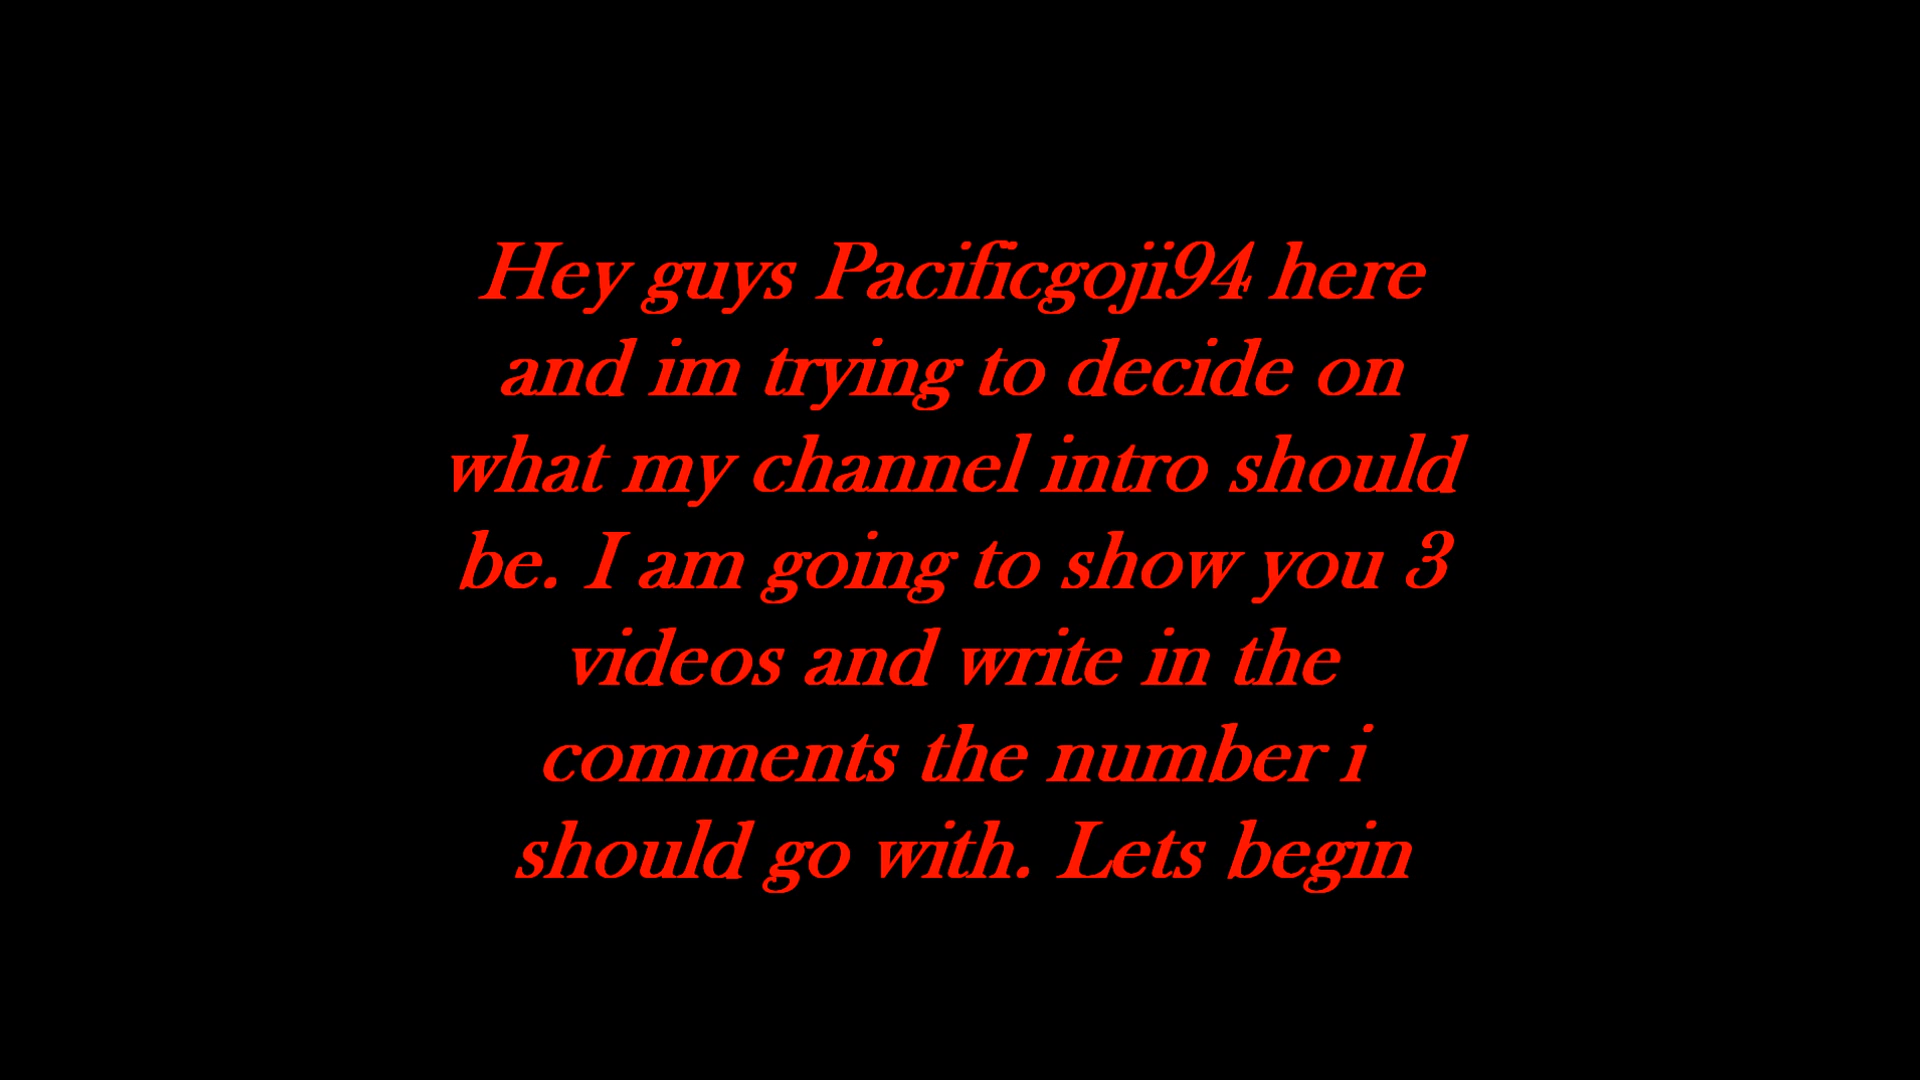 Hey guys Pacificgoji94 here
and im trying to decide on
what my channel intro should
be. I am going to show you 3
videos and write in the
comments the number i
should go with. Lets begin